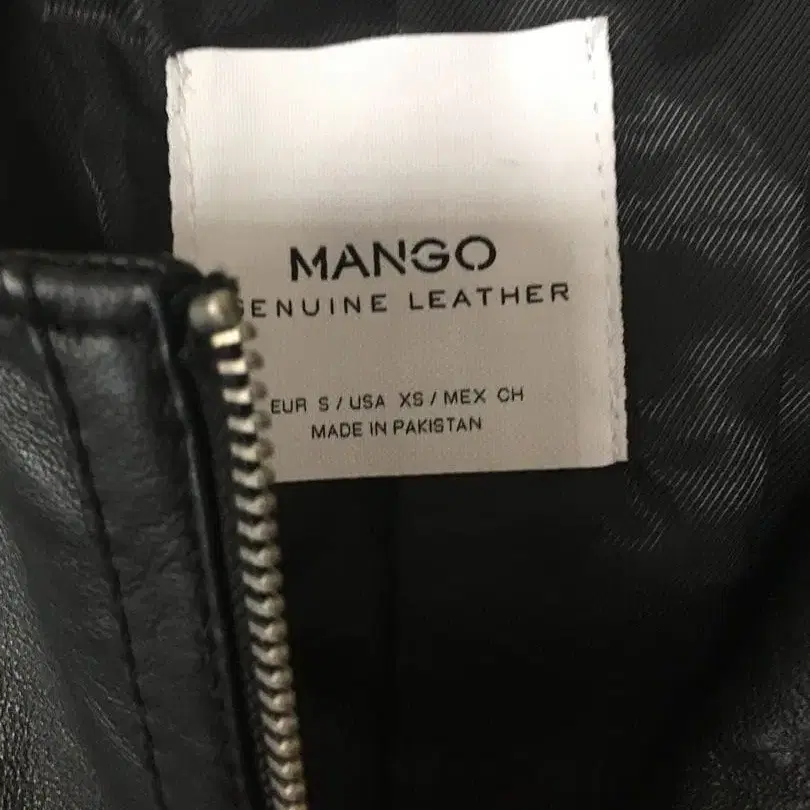 MANGO
GENUINE LEATHER
EUR S / USA XS / MEX CH
MADE IN PAKISTAN